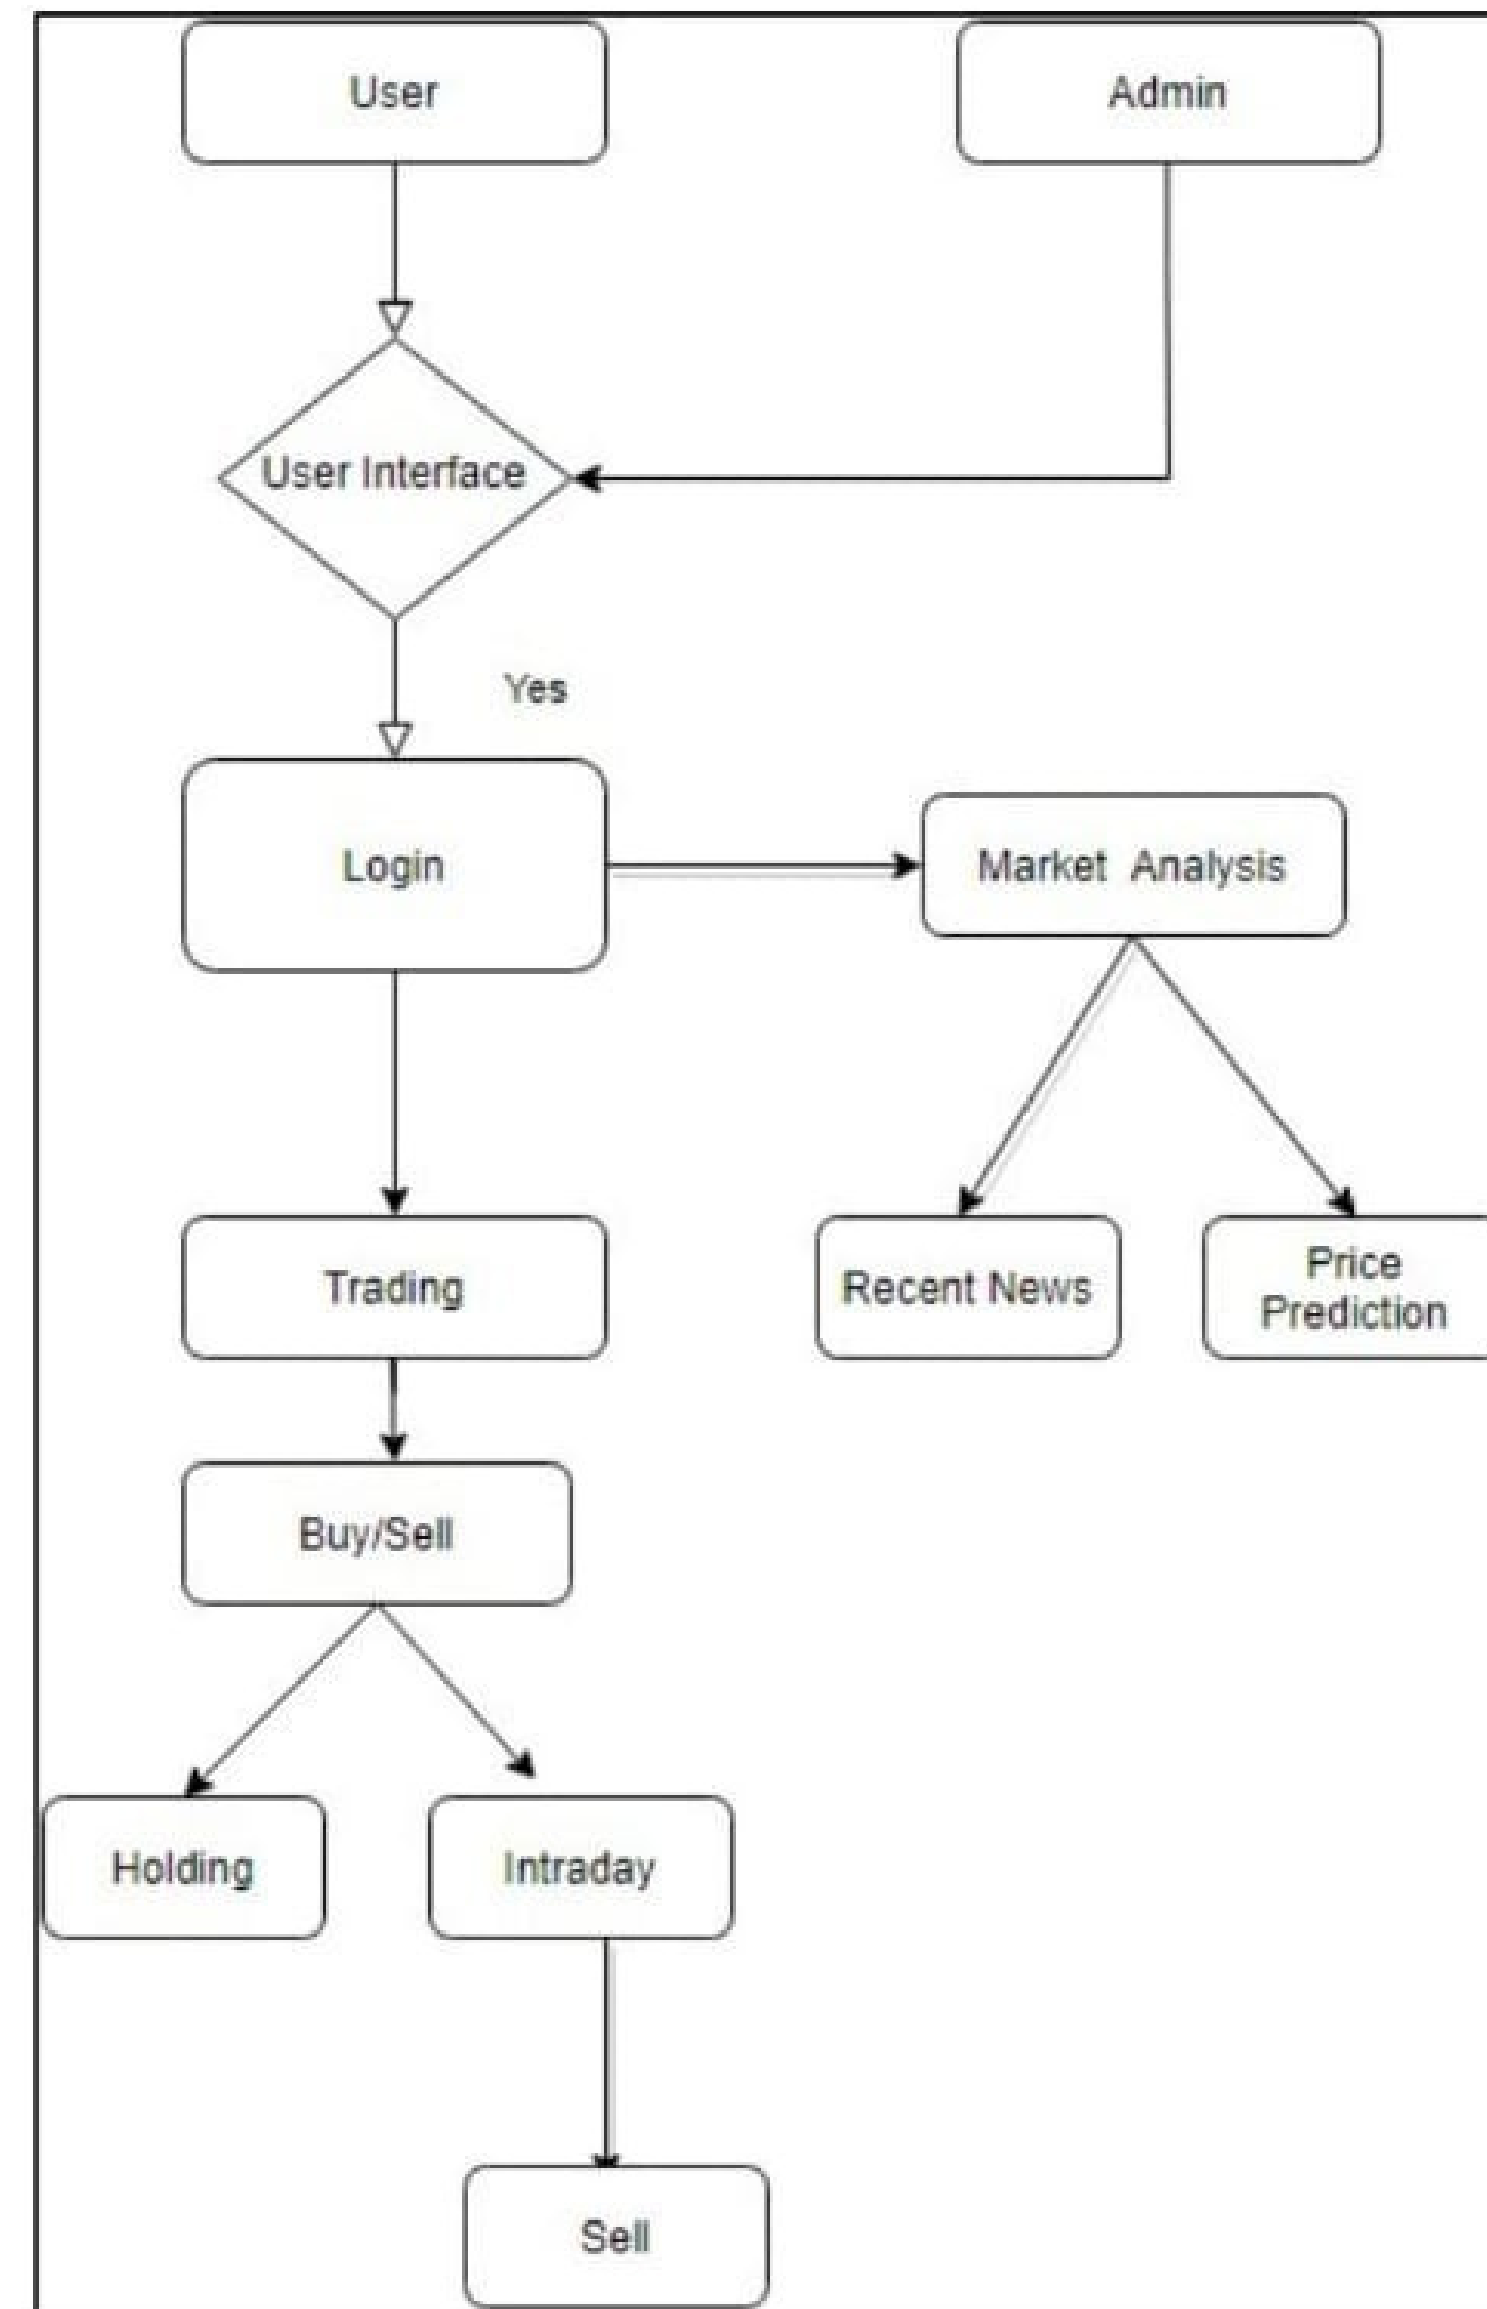 User
Admin
User Interface
Yes
Login
Market Analysis
Trading
Recent News
Price
Prediction
Buy/Sell
Holding
Intraday
Sell